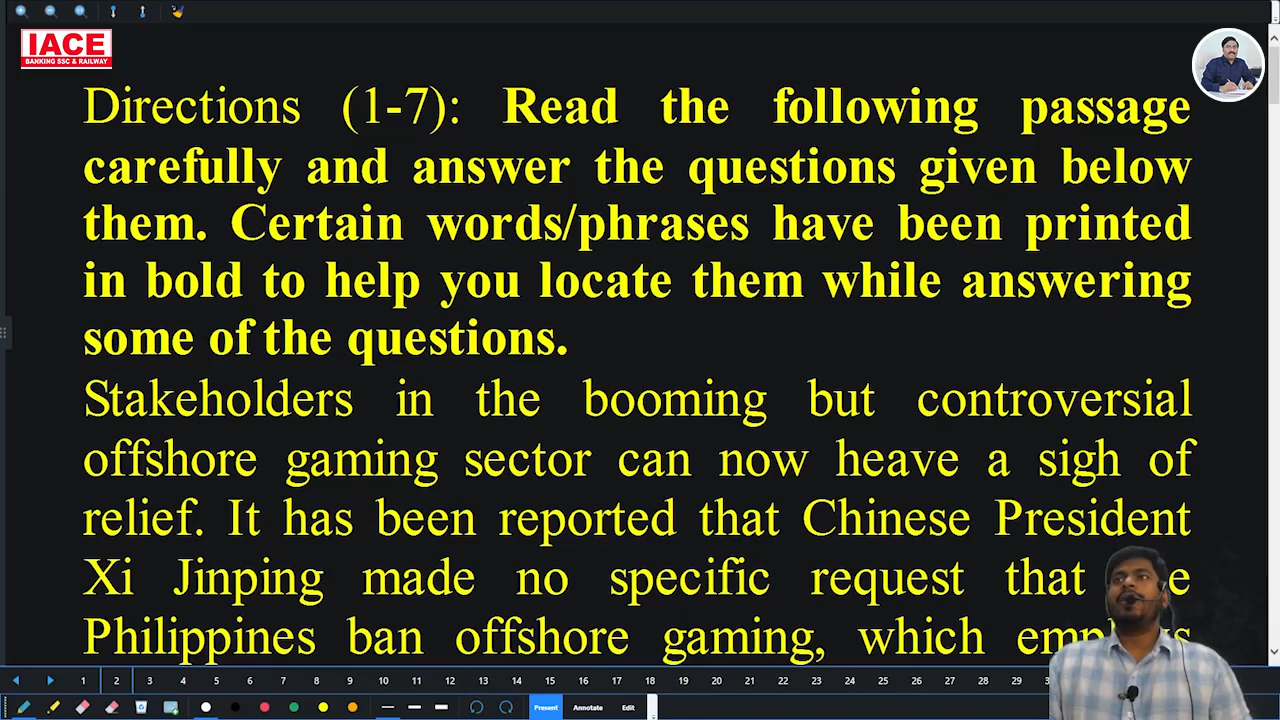 IACE
BANKING SSC & RAILWAY
Directions (1-7): Read the following passage
carefully and answer the questions given below
them. Certain words/phrases have been printed
in bold to help you locate them while answering
some of the questions.
Stakeholders in the booming but controversial
offshore gaming sector can now heave a sigh of
relief. It has been reported that Chinese President
Xi Jinping made no specific request that
Philippines ban offshore gaming, which
1 2 3 4 5 6 7 8 9 10 11 12 13 14 15 16 17 18 19 20 21 22 23 24 25 26 27 28 29
Present Annotate Edit